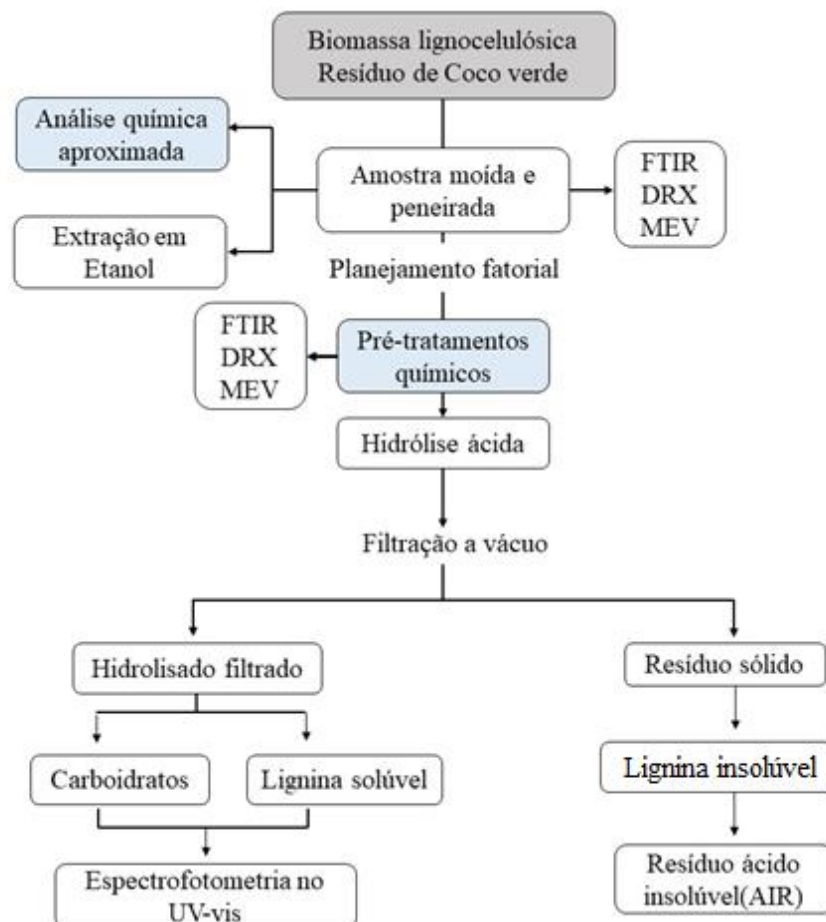 Biomassa lignocelulósica
Resíduo de Coco verde
Análise química
aproximada
Amostra moída e
peneirada
FTIR
DRX
MEV
Extração em
Etanol
Planejamento fatorial
FTIR
DRX
MEV
Pré-tratamentos
químicos
Hidrólise ácida
Filtração a vácuo
Hidrolisado filtrado
Resíduo sólido
Carboidratos
Lignina solúvel
Lignina insolúvel
Espectrofotometria no
UV-vis
Resíduo ácido
insolúvel(AIR)